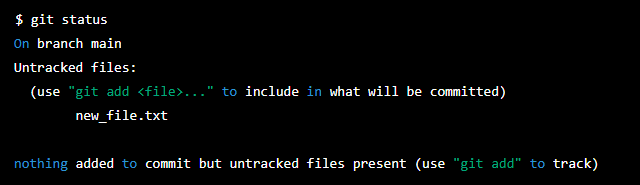 $ git status
On branch main
Untracked files:
(use "git add <file>..." to include in what will be committed)
new_file.txt
nothing added to commit but untracked files present (use "git add" to track)